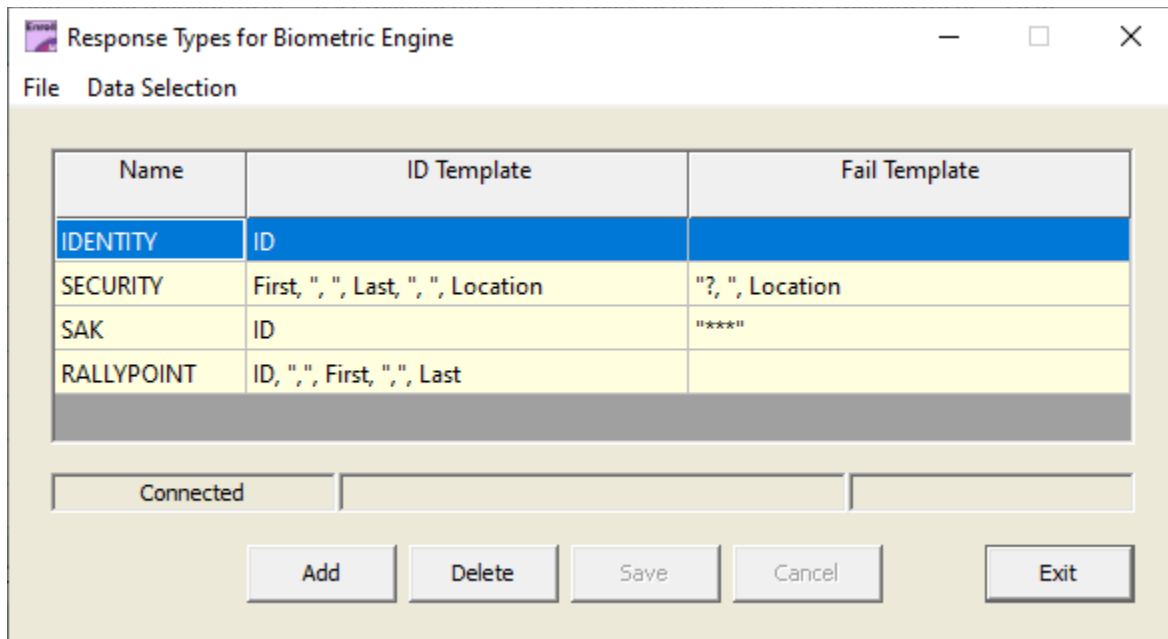 Enroll
Response Types for Biometric Engine
File Data Selection
Name ID Template Fail Template
IDENTITY ID
SECURITY First, ", ", Last, ", ", Location "?, ", Location
SAK ID "***"
RALLYPOINT ID, ",", First, ",", Last
Connected
Add Delete Save Cancel Exit